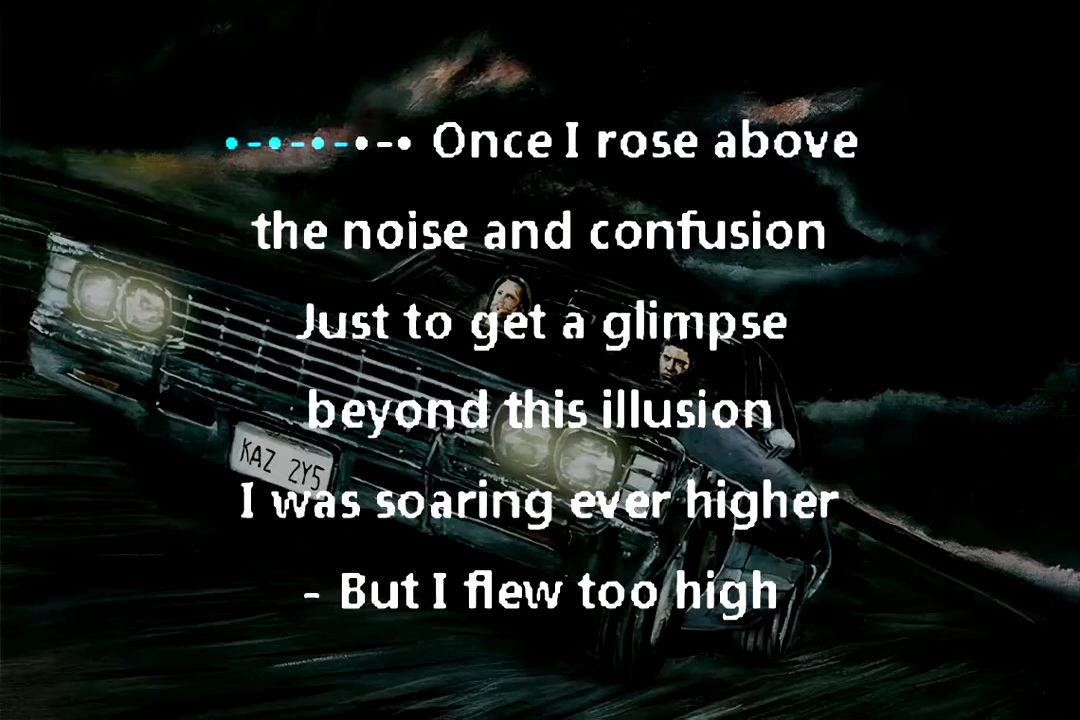 •-•-•-•-• Once I rose above
the noise and confusion
Just to get a glimpse
beyond this illusion
KAZ 2Y5
I was soaring ever higher
- But I flew too high